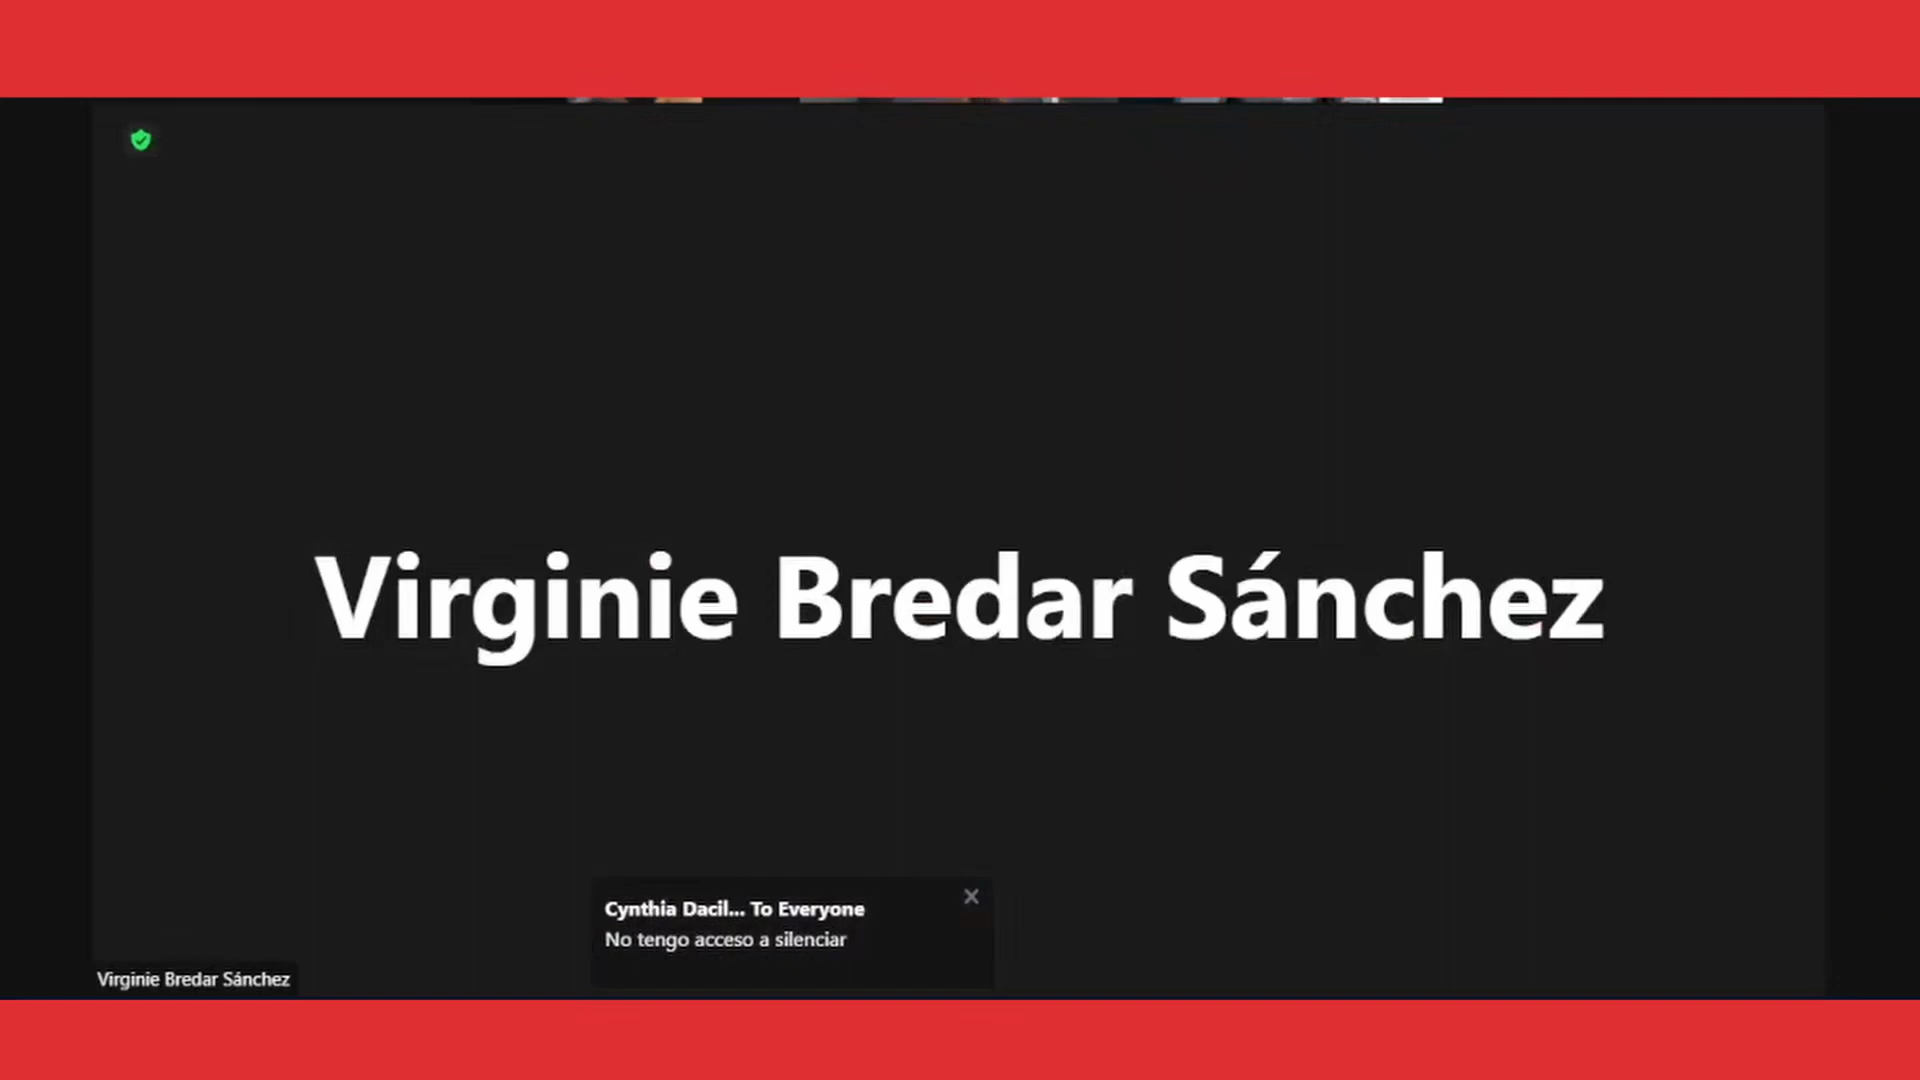 Virginie Bredar Sánchez
Cynthia Dacil... To Everyone
No tengo acceso a silenciar
Virginie Bredar Sánchez